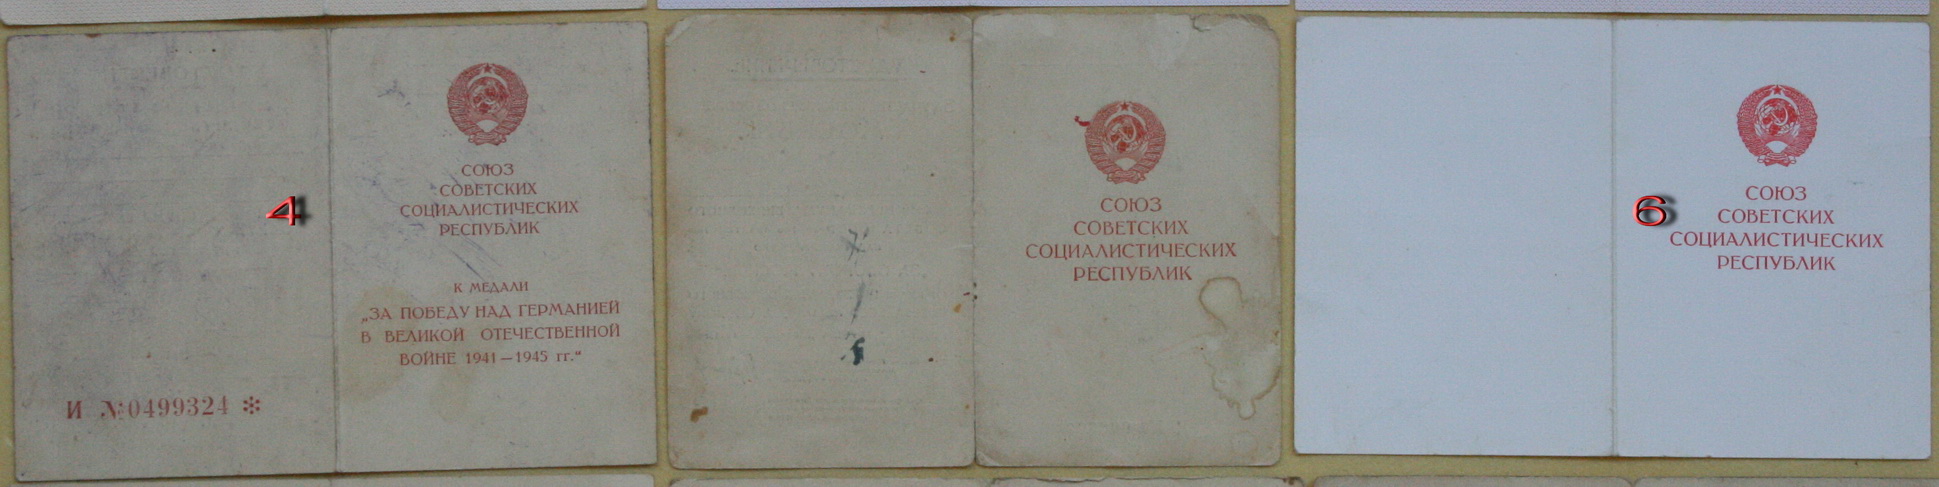 СОЮЗ
СОВЕТСКИХ
СОЦИАЛИСТИЧЕСКИХ
РЕСПУБЛИК
К МЕДАЛИ
„ЗА ПОБЕДУ НАД ГЕРМАНИЕЙ
В ВЕЛИКОЙ ОТЕЧЕСТВЕННОЙ
ВОЙНЕ 1941—1945 гг.“
И №0499324 *
4
СОЮЗ
СОВЕТСКИХ
СОЦИАЛИСТИЧЕСКИХ
РЕСПУБЛИК
6
СОЮЗ
СОВЕТСКИХ
СОЦИАЛИСТИЧЕСКИХ
РЕСПУБЛИК